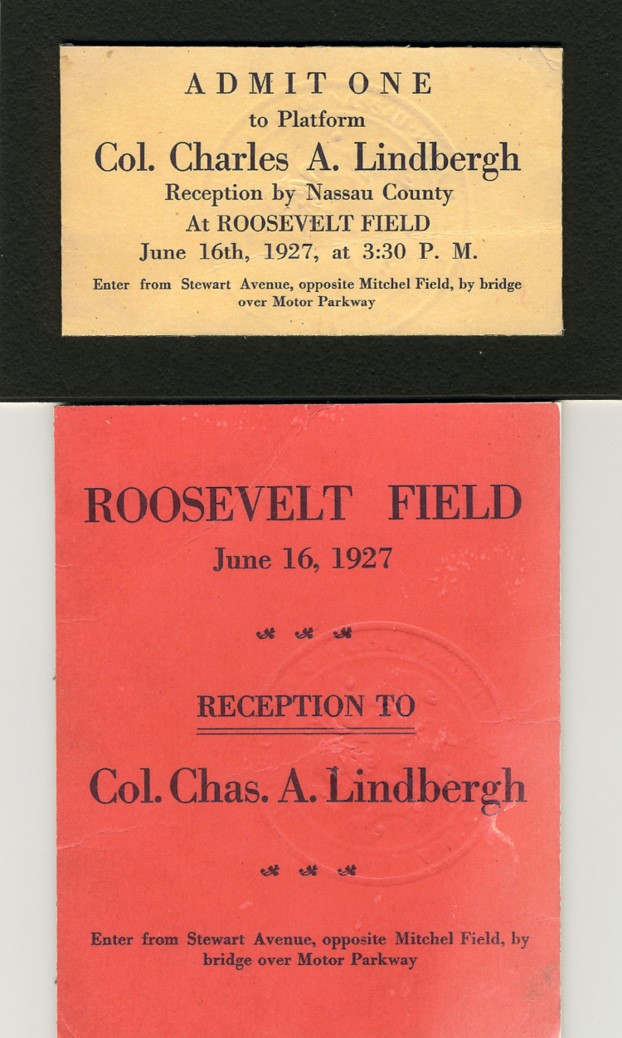 ADMIT ONE
to Platform
Col. Charles A. Lindbergh
Reception by Nassau County
At ROOSEVELT FIELD
June 16th, 1927, at 3:30 P. M.
Enter from Stewart Avenue, opposite Mitchel Field, by bridge
over Motor Parkway
ROOSEVELT FIELD
June 16, 1927
RECEPTION TO
Col. Chas. A. Lindbergh
Enter from Stewart Avenue, opposite Mitchel Field, by
bridge over Motor Parkway